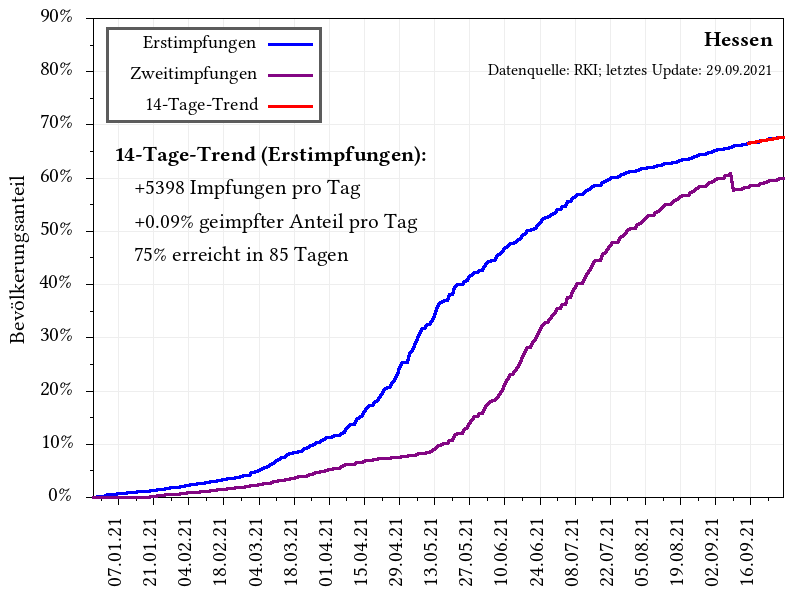 90%
80%
70%
60%
50%
40%
30%
20%
10%
0%
Bevölkerungsanteil
Erstimpfungen
Zweitimpfungen
14-Tage-Trend
Hessen
Datenquelle: RKI; letztes Update: 29.09.2021
14-Tage-Trend (Erstimpfungen):
+5398 Impfungen pro Tag
+0.09% geimpfter Anteil pro Tag
75% erreicht in 85 Tagen
07.01.21
21.01.21
04.02.21
18.02.21
04.03.21
18.03.21
01.04.21
15.04.21
29.04.21
13.05.21
27.05.21
10.06.21
24.06.21
08.07.21
22.07.21
05.08.21
19.08.21
02.09.21
16.09.21